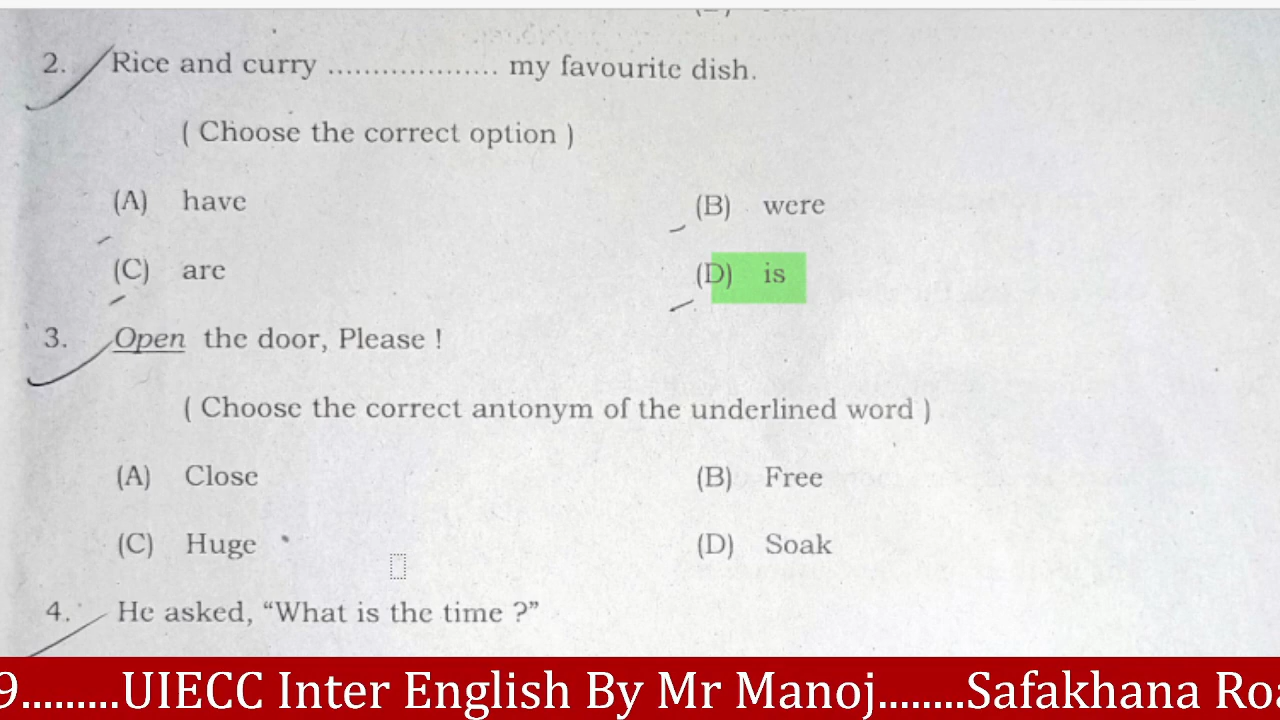 2. Rice and curry ................... my favourite dish.
( Choose the correct option )
(A) have (B) were
(C) are (D) is
3. Open the door, Please !
( Choose the correct antonym of the underlined word )
(A) Close (B) Free
(C) Huge (D) Soak
4. He asked, “What is the time ?”
9.........UIECC Inter English By Mr Manoj........Safakhana